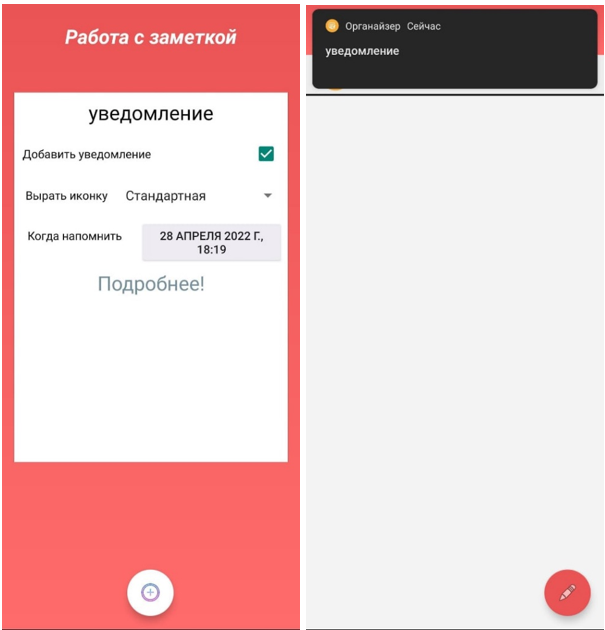 Работа с заметкой
уведомление
Добавить уведомление
Вырать иконку Стандартная
Когда напомнить 28 АПРЕЛЯ 2022 Г.,
18:19
Подробнее!
Органайзер Сейчас
уведомление